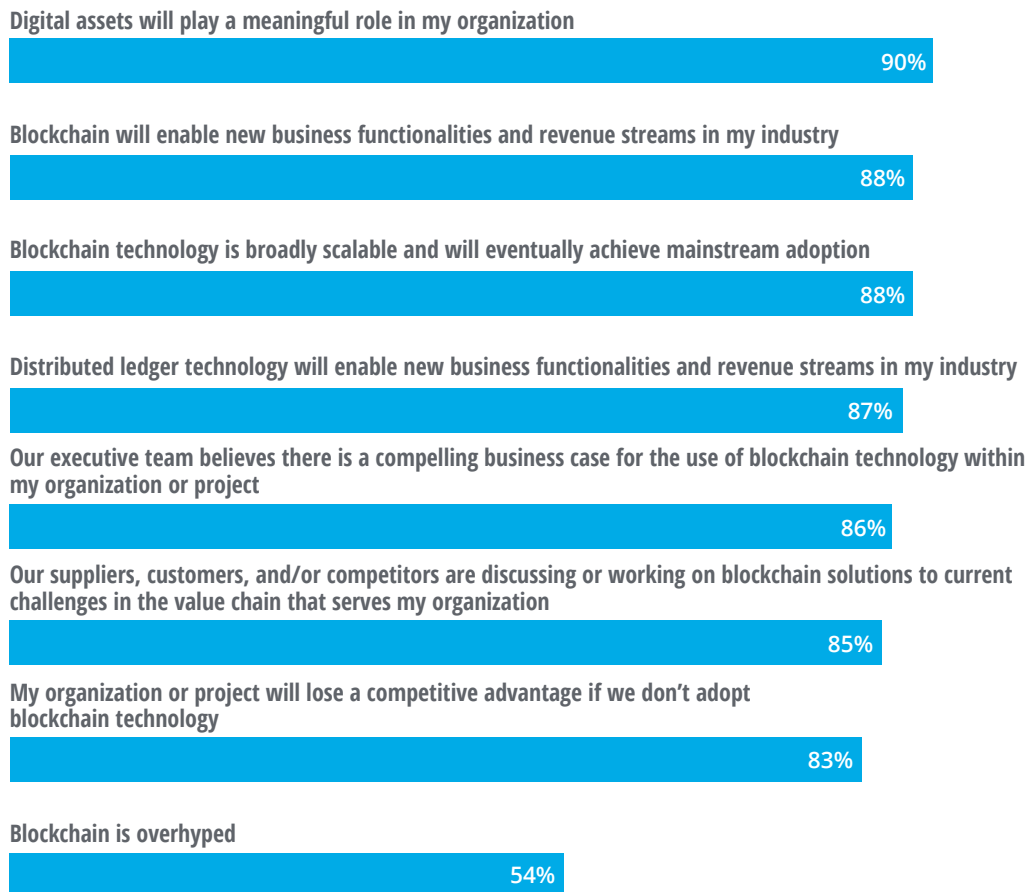 Digital assets will play a meaningful role in my organization
90%
Blockchain will enable new business functionalities and revenue streams in my industry
88%
Blockchain technology is broadly scalable and will eventually achieve mainstream adoption
88%
Distributed ledger technology will enable new business functionalities and revenue streams in my industry
87%
Our executive team believes there is a compelling business case for the use of blockchain technology within
my organization or project
86%
Our suppliers, customers, and/or competitors are discussing or working on blockchain solutions to current
challenges in the value chain that serves my organization
85%
My organization or project will lose a competitive advantage if we don’t adopt
blockchain technology
83%
Blockchain is overhyped
54%